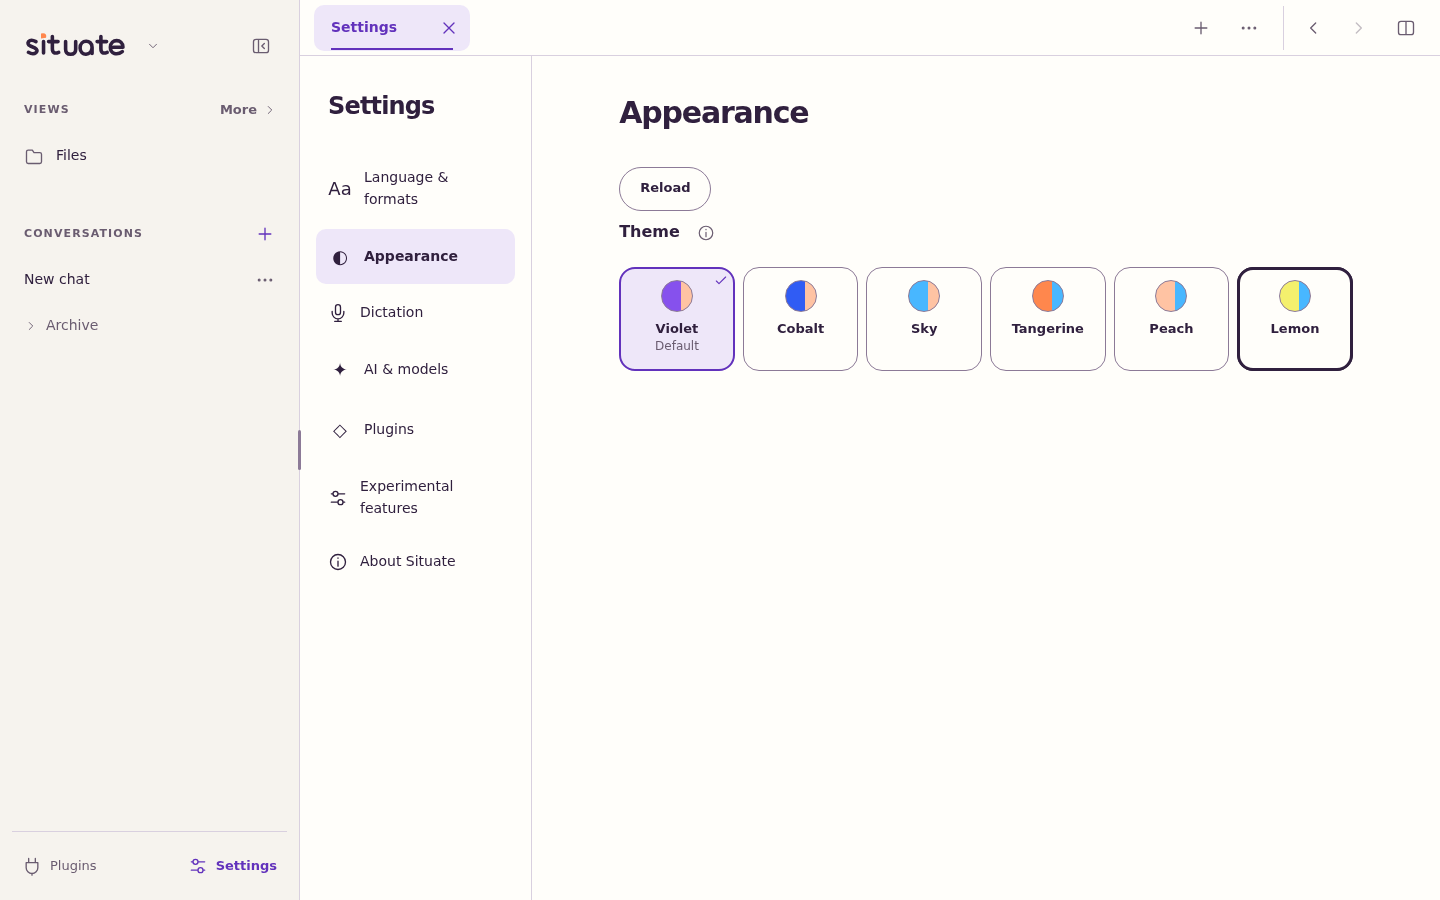 situate
VIEWS
More
Files
CONVERSATIONS
New chat
Archive
Plugins
Settings
Settings
Settings
Aa
Language &
formats
Appearance
Dictation
AI & models
Plugins
Experimental
features
About Situate
Appearance
Reload
Theme
Violet
Default
Cobalt
Sky
Tangerine
Peach
Lemon